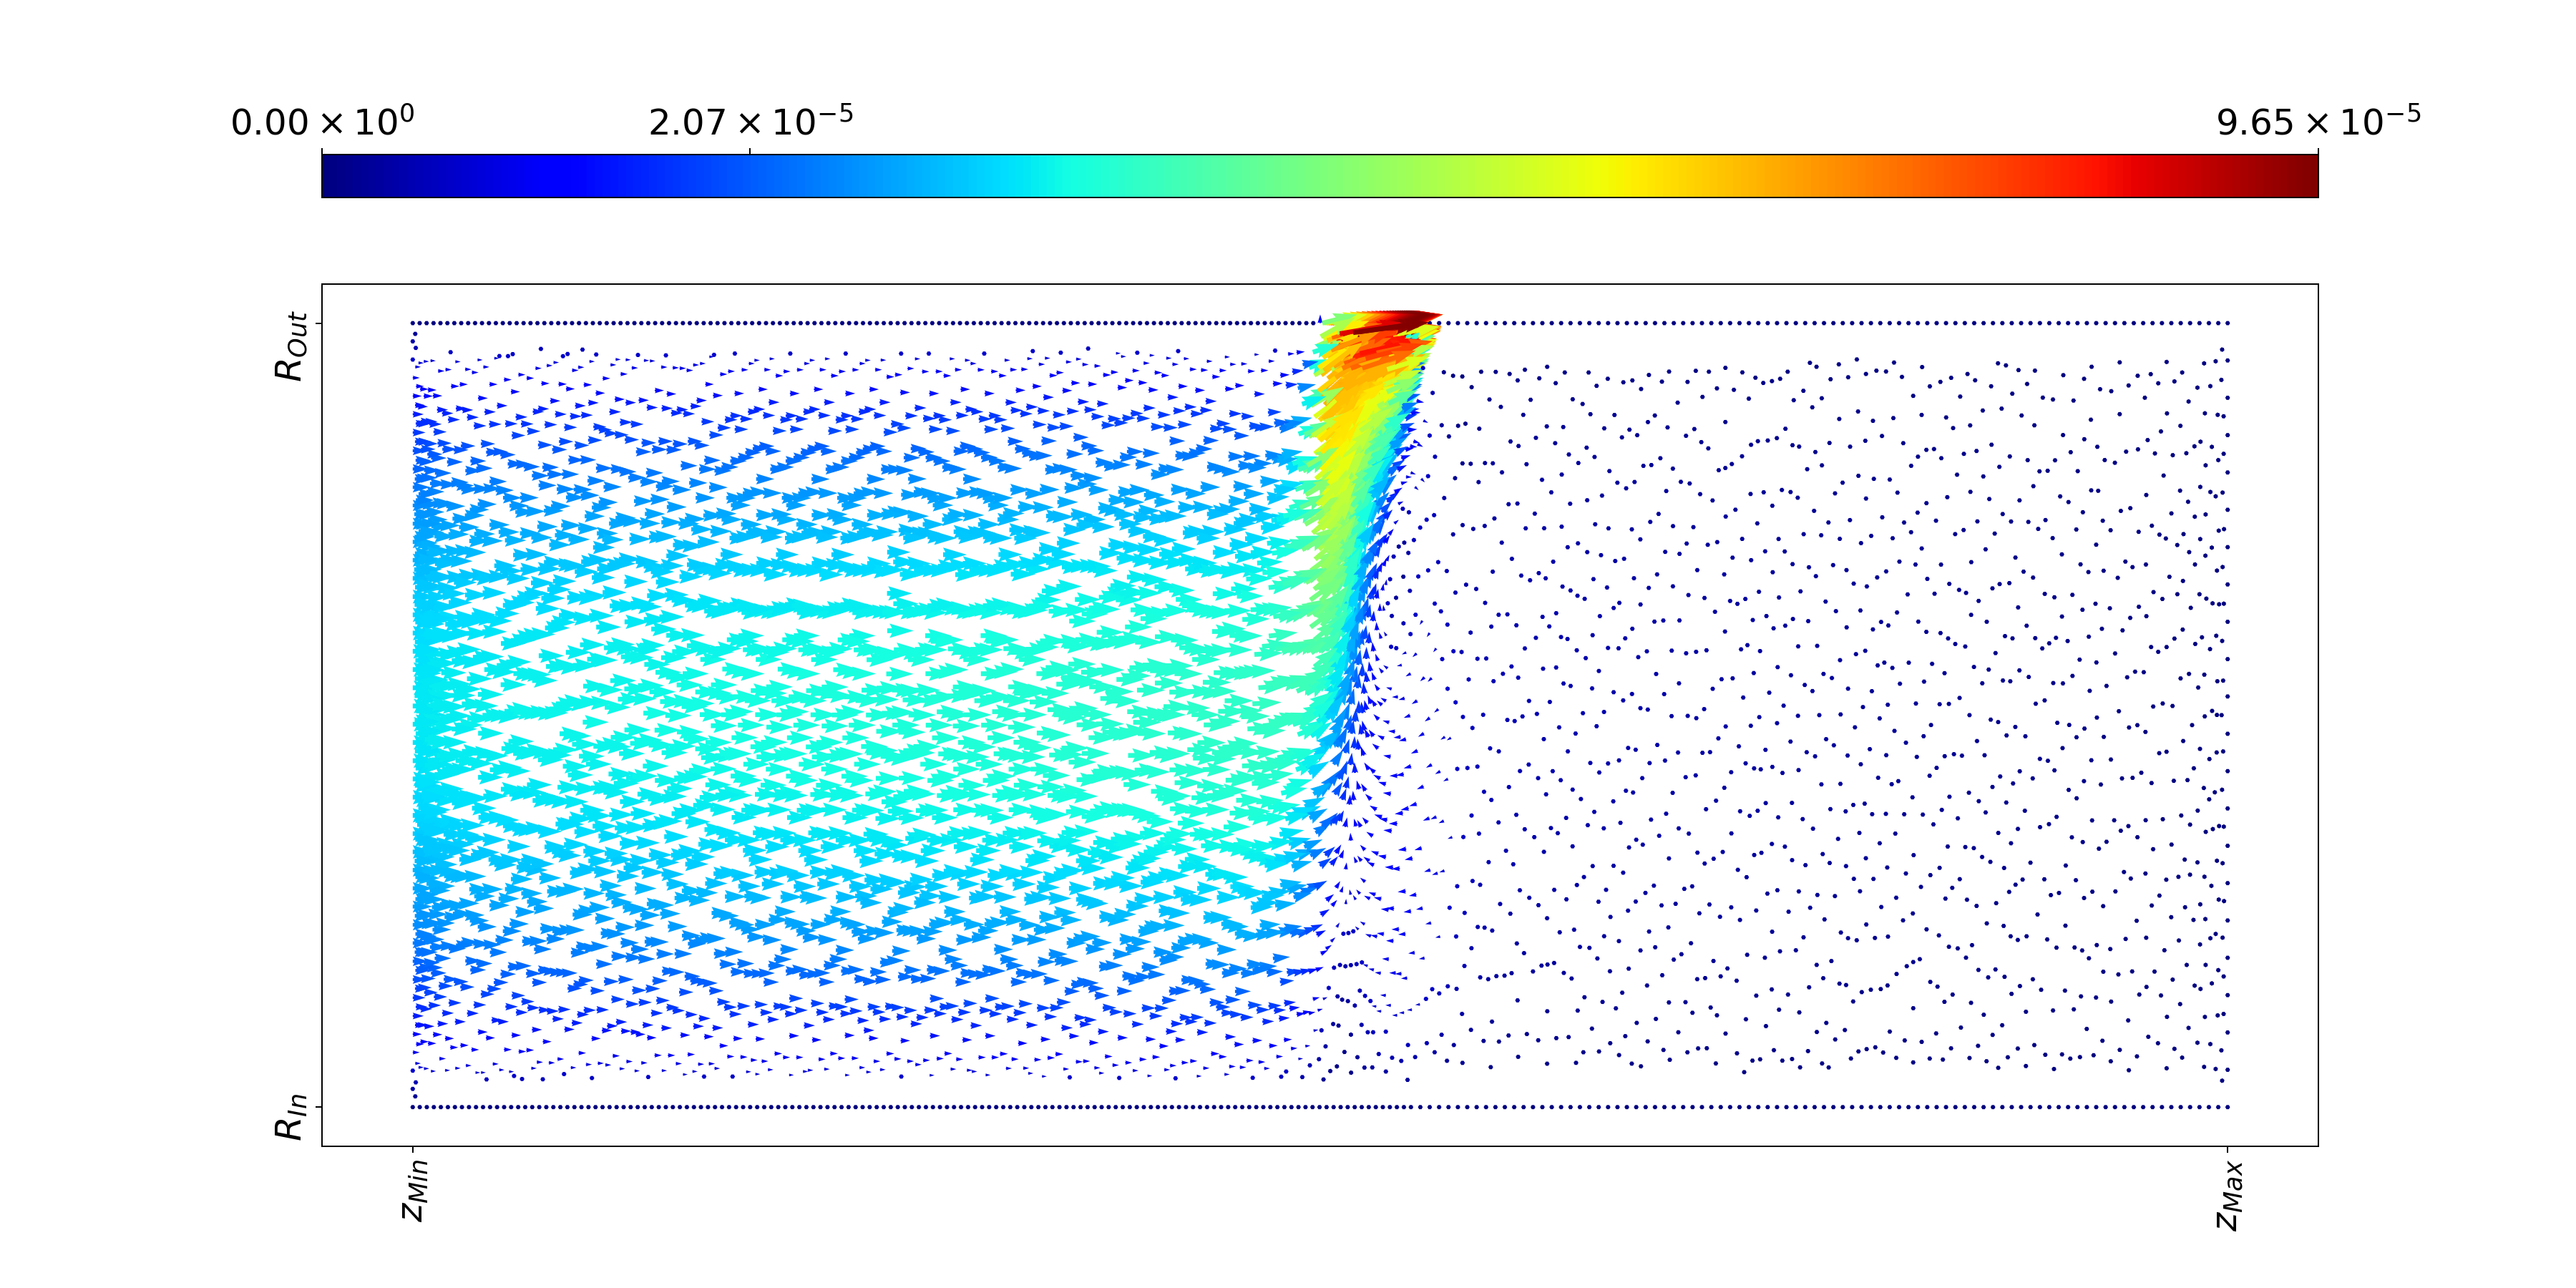 0.00 × 10⁰
2.07 × 10⁻⁵
9.65 × 10⁻⁵
R_Out
R_In
z_Min
z_Max